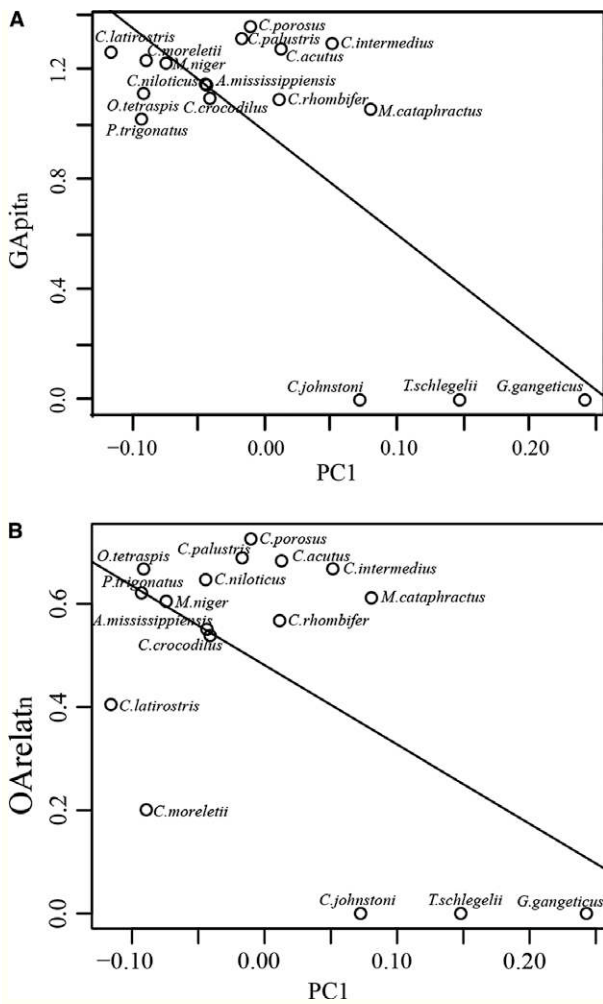 A
C.porosus
C.latirostris
C.palustris
C.intermedius
C.moreletii
C.acutus
M.niger
C.niloticus
A.mississippiensis
C.crocodilus
C.rhombifer
O.tetraspis
M.cataphractus
P.trigonatus
C.johnstoni
T.schlegelii
G.gangeticus
GApitn
0.0
0.4
0.8
1.2
−0.10
0.00
0.10
0.20
PC1
B
C.porosus
C.palustris
C.acutus
O.tetraspis
C.intermedius
C.niloticus
P.trigonatus
M.niger
M.cataphractus
A.mississippiensis
C.rhombifer
C.crocodilus
C.latirostris
C.moreletii
C.johnstoni
T.schlegelii
G.gangeticus
OArelatn
0.0
0.2
0.4
0.6
−0.10
0.00
0.10
0.20
PC1